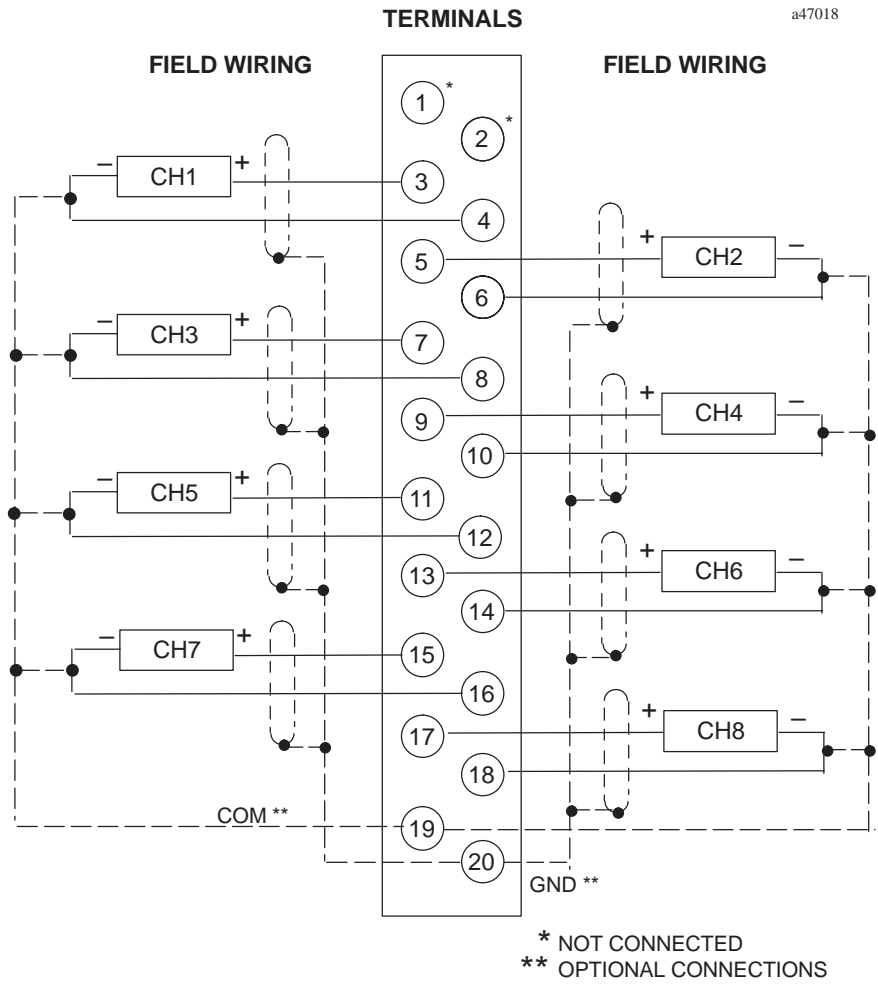 TERMINALS
a47018
FIELD WIRING
FIELD WIRING
1 *
2 *
− CH1 +
3
4
+ CH2 −
5
6
− CH3 +
7
8
+ CH4 −
9
10
− CH5 +
11
12
+ CH6 −
13
14
− CH7 +
15
16
+ CH8 −
17
18
COM **
19
20
GND **
* NOT CONNECTED
** OPTIONAL CONNECTIONS